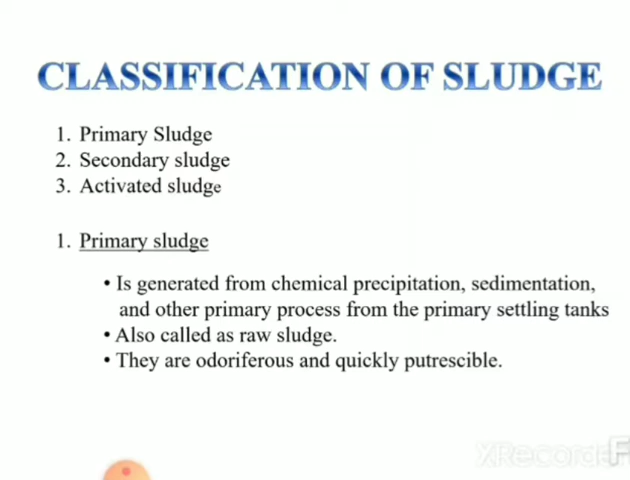 CLASSIFICATION OF SLUDGE
1. Primary Sludge
2. Secondary sludge
3. Activated sludge
1. Primary sludge
• Is generated from chemical precipitation, sedimentation,
and other primary process from the primary settling tanks
• Also called as raw sludge.
• They are odoriferous and quickly putrescible.
XRecorder